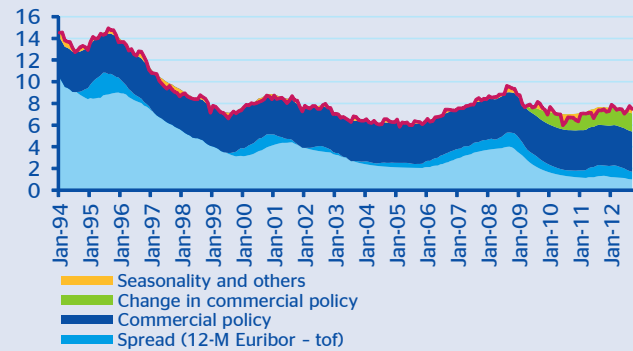 16
14
12
10
8
6
4
2
0
Jan-94
Jan-95
Jan-96
Jan-97
Jan-98
Jan-99
Jan-00
Jan-01
Jan-02
Jan-03
Jan-04
Jan-05
Jan-06
Jan-07
Jan-08
Jan-09
Jan-10
Jan-11
Jan-12
Seasonality and others
Change in commercial policy
Commercial policy
Spread (12-M Euribor - tof)